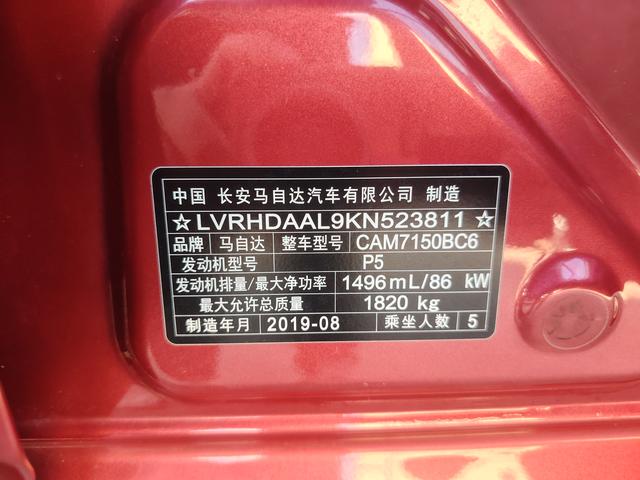 中国 长安马自达汽车有限公司 制造
☆LVRHDAAL9KN523811☆
品牌 马自达 整车型号 CAM7150BC6
发动机型号 P5
发动机排量/最大净功率 1496mL/86 kW
最大允许总质量 1820 kg
制造年月 2019-08 乘坐人数 5